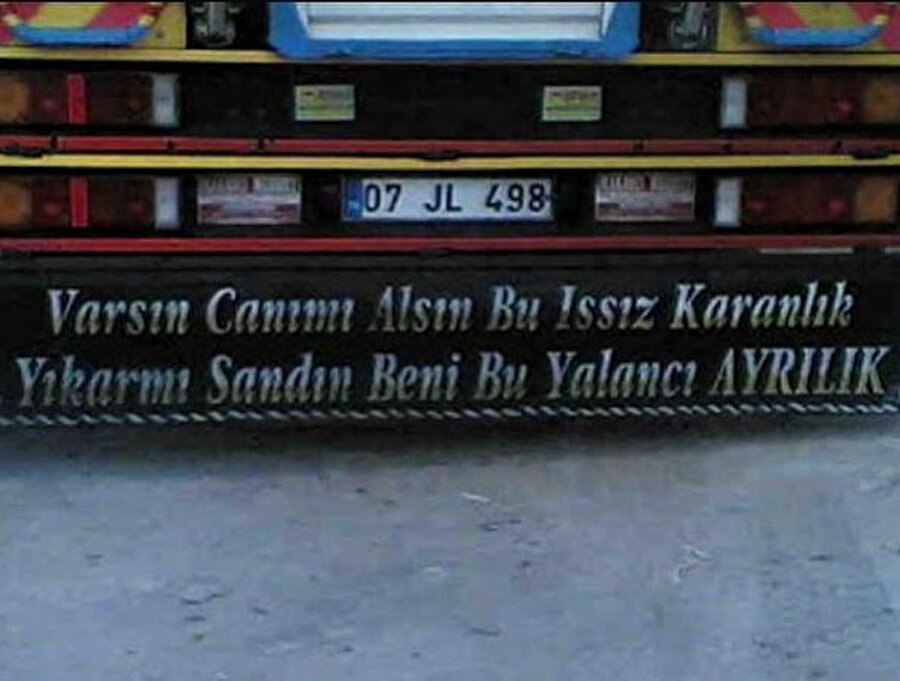 07 JL 498
Varsın Canımı Alsın Bu Issız Karanlık
Yıkarmı Sandın Beni Bu Yalancı AYRILIK